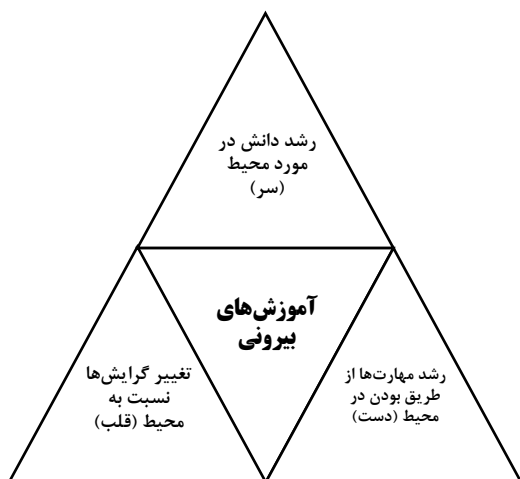 رشد دانش در
مورد محیط
(سر)
آموزش‌های
بیرونی
رشد مهارت‌ها از
طریق بودن در
محیط (دست)
تغییر گرایش‌ها
نسبت به
محیط (قلب)